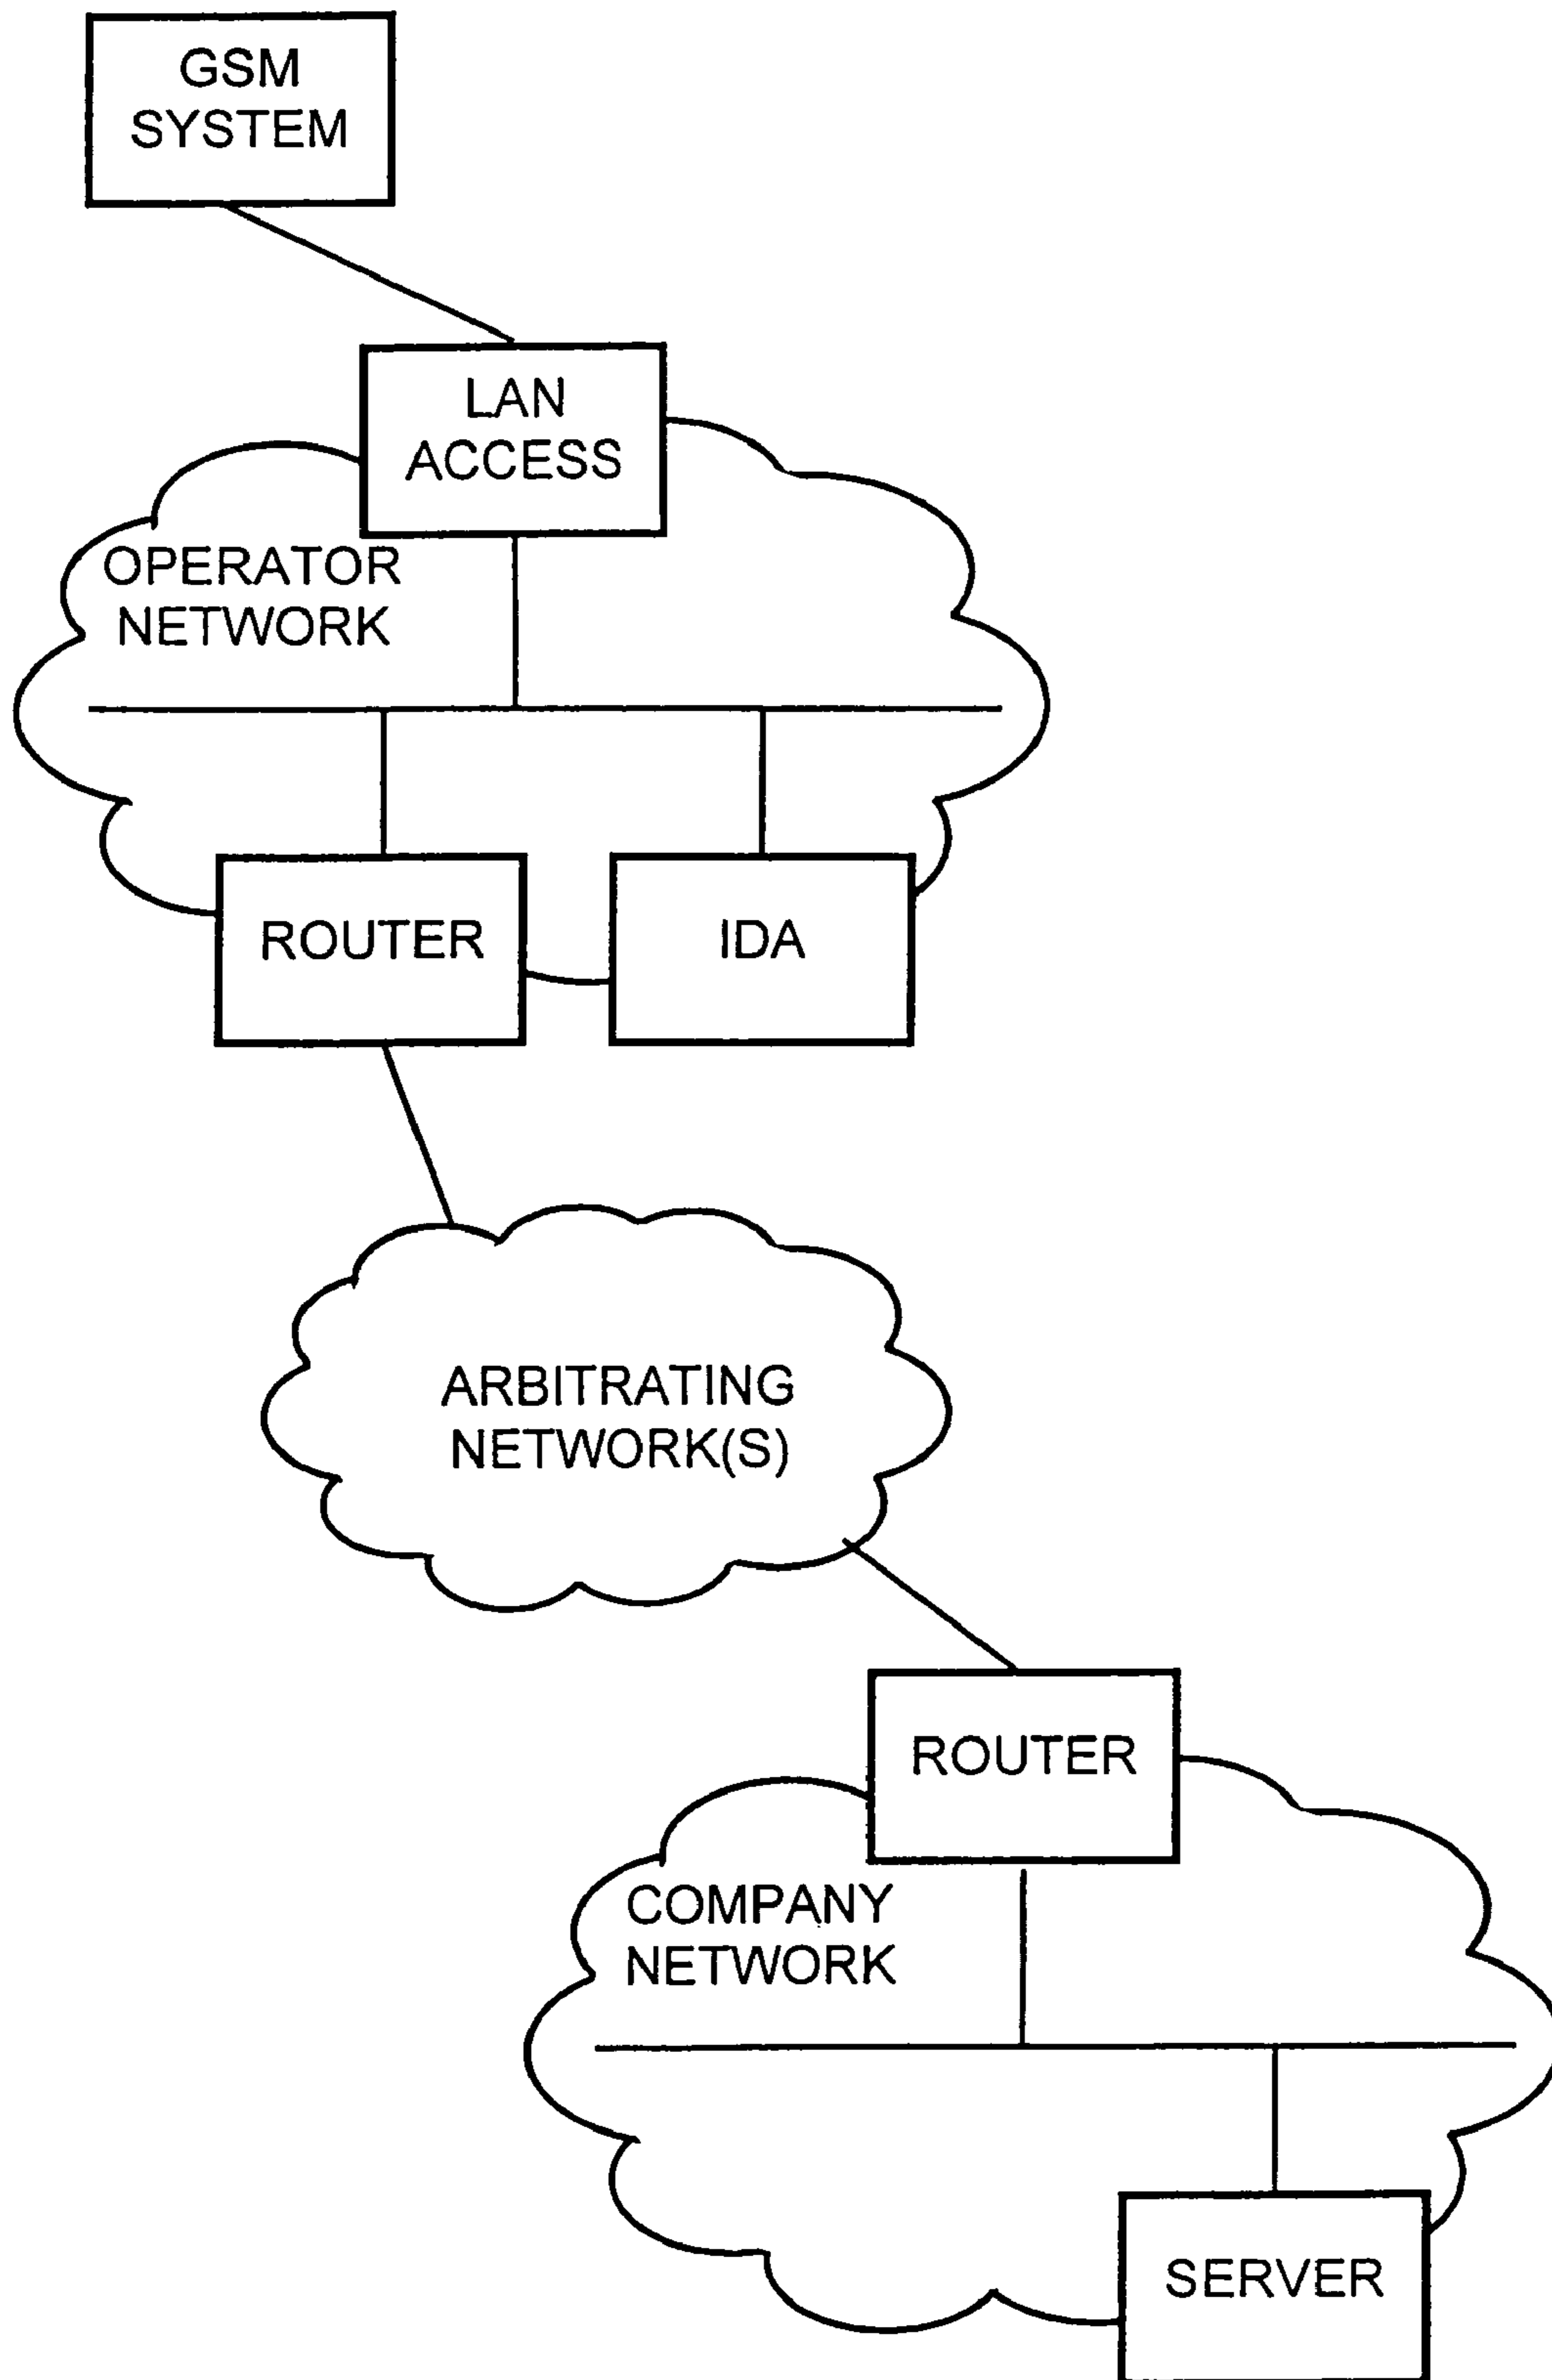 GSM
SYSTEM
LAN
ACCESS
OPERATOR
NETWORK
ROUTER
IDA
ARBITRATING
NETWORK(S)
ROUTER
COMPANY
NETWORK
SERVER